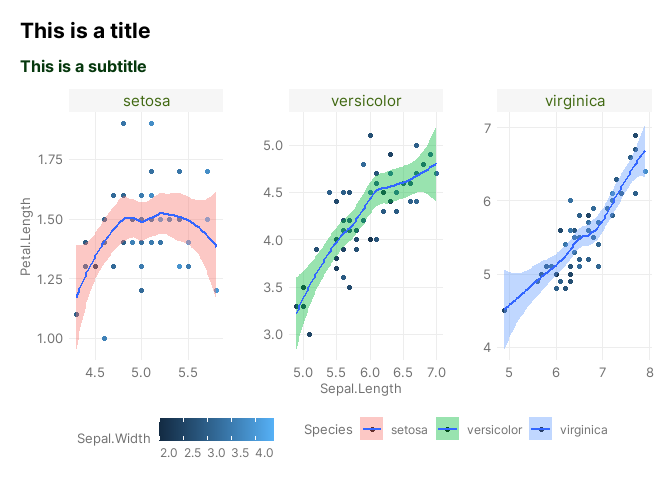 This is a title
This is a subtitle
setosa
versicolor
virginica
Petal.Length
1.75
1.50
1.25
1.00
4.5 5.0 5.5
5.0
4.5
4.0
3.5
3.0
5.0 5.5 6.0 6.5 7.0
7
6
5
4
5 6 7 8
Sepal.Length
Sepal.Width
2.0 2.5 3.0 3.5 4.0
Species
setosa
versicolor
virginica